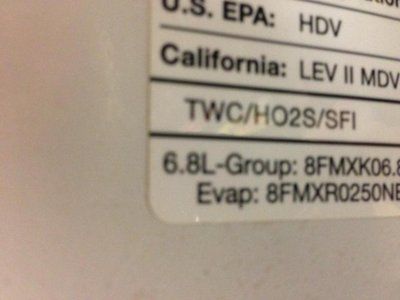 U.S. EPA: HDV
California: LEV II MDV
TWC/HO2S/SFI
6.8L-Group: 8FMXK06.8
Evap: 8FMXR0250NE